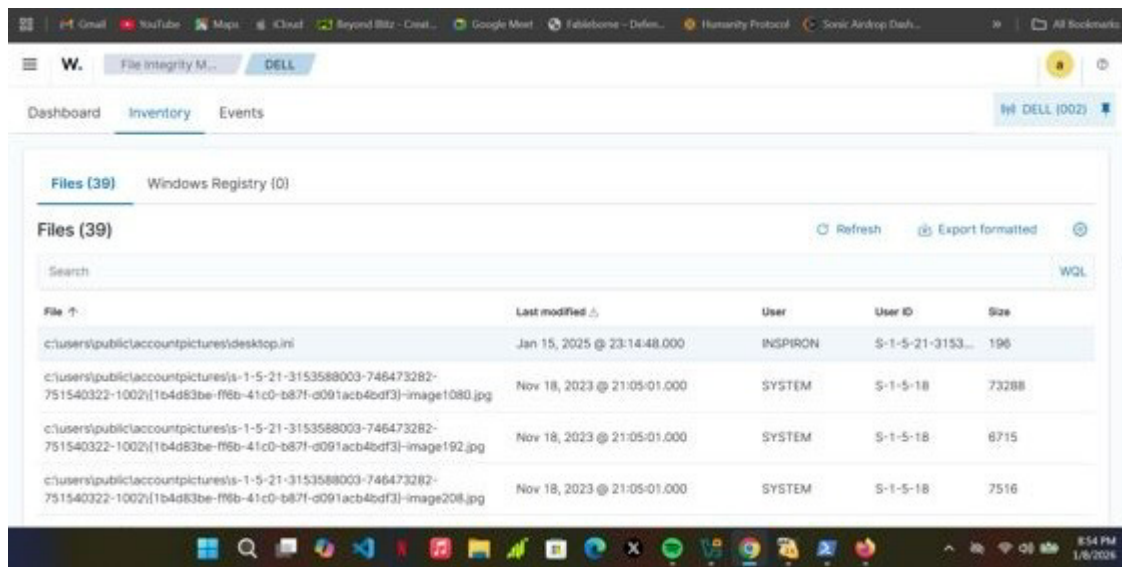 Gmail YouTube Maps iCloud Beyond Blitz - Creat... Google Meet Fableborne – Defen... Humanity Protocol Sonic Airdrop Dash... » All Bookmarks
W. File Integrity M... DELL a
Dashboard Inventory Events DELL (002)
Files (39) Windows Registry (0)
Files (39) Refresh Export formatted
Search WQL
File ↑ Last modified User User ID Size
c:\users\public\accountpictures\desktop.ini Jan 15, 2025 @ 23:14:48.000 INSPIRON S-1-5-21-3153... 196
c:\users\public\accountpictures\s-1-5-21-3153588003-746473282-
751540322-1002\{1b4d83be-ff6b-41c0-b87f-d091acb4bdf3}-image1080.jpg Nov 18, 2023 @ 21:05:01.000 SYSTEM S-1-5-18 73288
c:\users\public\accountpictures\s-1-5-21-3153588003-746473282-
751540322-1002\{1b4d83be-ff6b-41c0-b87f-d091acb4bdf3}-image192.jpg Nov 18, 2023 @ 21:05:01.000 SYSTEM S-1-5-18 6715
c:\users\public\accountpictures\s-1-5-21-3153588003-746473282-
751540322-1002\{1b4d83be-ff6b-41c0-b87f-d091acb4bdf3}-image208.jpg Nov 18, 2023 @ 21:05:01.000 SYSTEM S-1-5-18 7516
8:54 PM
1/8/2026